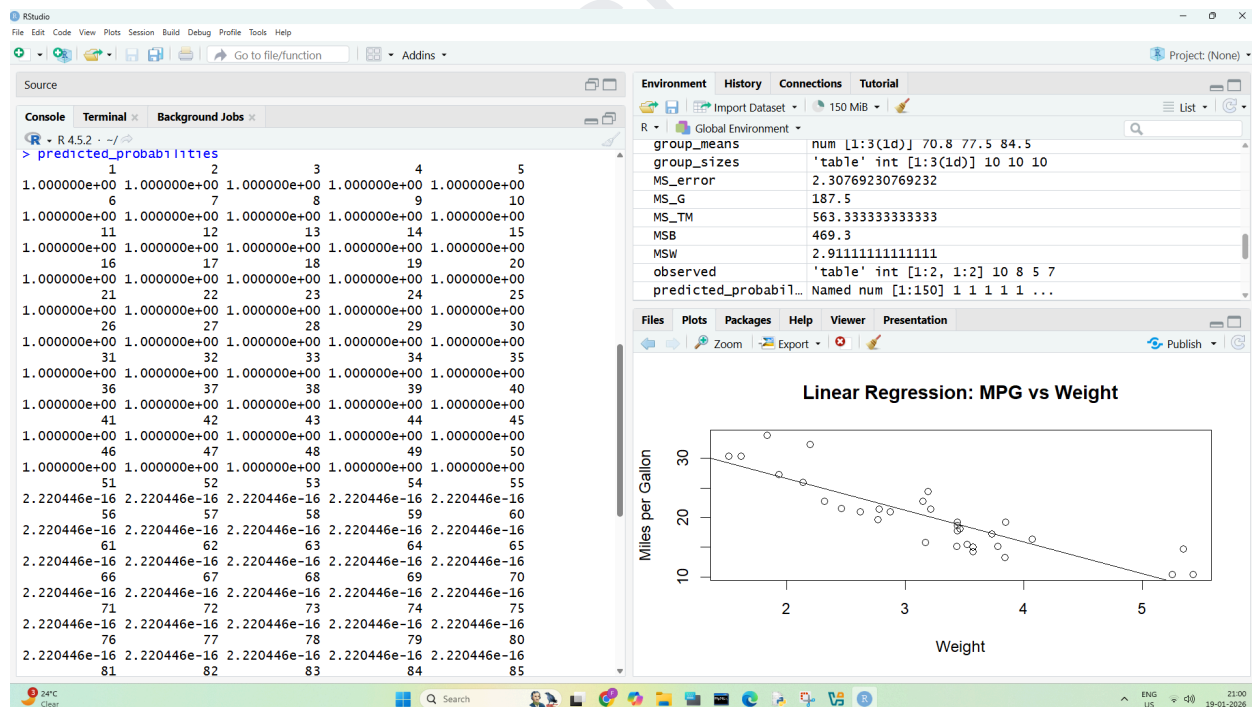 RStudio
File Edit Code View Plots Session Build Debug Profile Tools Help
Go to file/function
Addins
Project: (None)
Source
Console Terminal Background Jobs
R 4.5.2 · ~/
> predicted_probabilities
1 2 3 4 5
1.000000e+00 1.000000e+00 1.000000e+00 1.000000e+00 1.000000e+00
6 7 8 9 10
1.000000e+00 1.000000e+00 1.000000e+00 1.000000e+00 1.000000e+00
11 12 13 14 15
1.000000e+00 1.000000e+00 1.000000e+00 1.000000e+00 1.000000e+00
16 17 18 19 20
1.000000e+00 1.000000e+00 1.000000e+00 1.000000e+00 1.000000e+00
21 22 23 24 25
1.000000e+00 1.000000e+00 1.000000e+00 1.000000e+00 1.000000e+00
26 27 28 29 30
1.000000e+00 1.000000e+00 1.000000e+00 1.000000e+00 1.000000e+00
31 32 33 34 35
1.000000e+00 1.000000e+00 1.000000e+00 1.000000e+00 1.000000e+00
36 37 38 39 40
1.000000e+00 1.000000e+00 1.000000e+00 1.000000e+00 1.000000e+00
41 42 43 44 45
1.000000e+00 1.000000e+00 1.000000e+00 1.000000e+00 1.000000e+00
46 47 48 49 50
1.000000e+00 1.000000e+00 1.000000e+00 1.000000e+00 1.000000e+00
51 52 53 54 55
2.220446e-16 2.220446e-16 2.220446e-16 2.220446e-16 2.220446e-16
56 57 58 59 60
2.220446e-16 2.220446e-16 2.220446e-16 2.220446e-16 2.220446e-16
61 62 63 64 65
2.220446e-16 2.220446e-16 2.220446e-16 2.220446e-16 2.220446e-16
66 67 68 69 70
2.220446e-16 2.220446e-16 2.220446e-16 2.220446e-16 2.220446e-16
71 72 73 74 75
2.220446e-16 2.220446e-16 2.220446e-16 2.220446e-16 2.220446e-16
76 77 78 79 80
2.220446e-16 2.220446e-16 2.220446e-16 2.220446e-16 2.220446e-16
81 82 83 84 85
Environment History Connections Tutorial
Import Dataset 150 MiB List
R Global Environment
group_means num [1:3(1d)] 70.8 77.5 84.5
group_sizes 'table' int [1:3(1d)] 10 10 10
MS_error 2.30769230769232
MS_G 187.5
MS_TM 563.333333333333
MSB 469.3
MSW 2.91111111111111
observed 'table' int [1:2, 1:2] 10 8 5 7
predicted_probabil… Named num [1:150] 1 1 1 1 1 ...
Files Plots Packages Help Viewer Presentation
Zoom Export Publish
Linear Regression: MPG vs Weight
Miles per Gallon
30
20
10
2 3 4 5
Weight
3
24°C
Clear
Search
ENG
US
21:00
19-01-2026